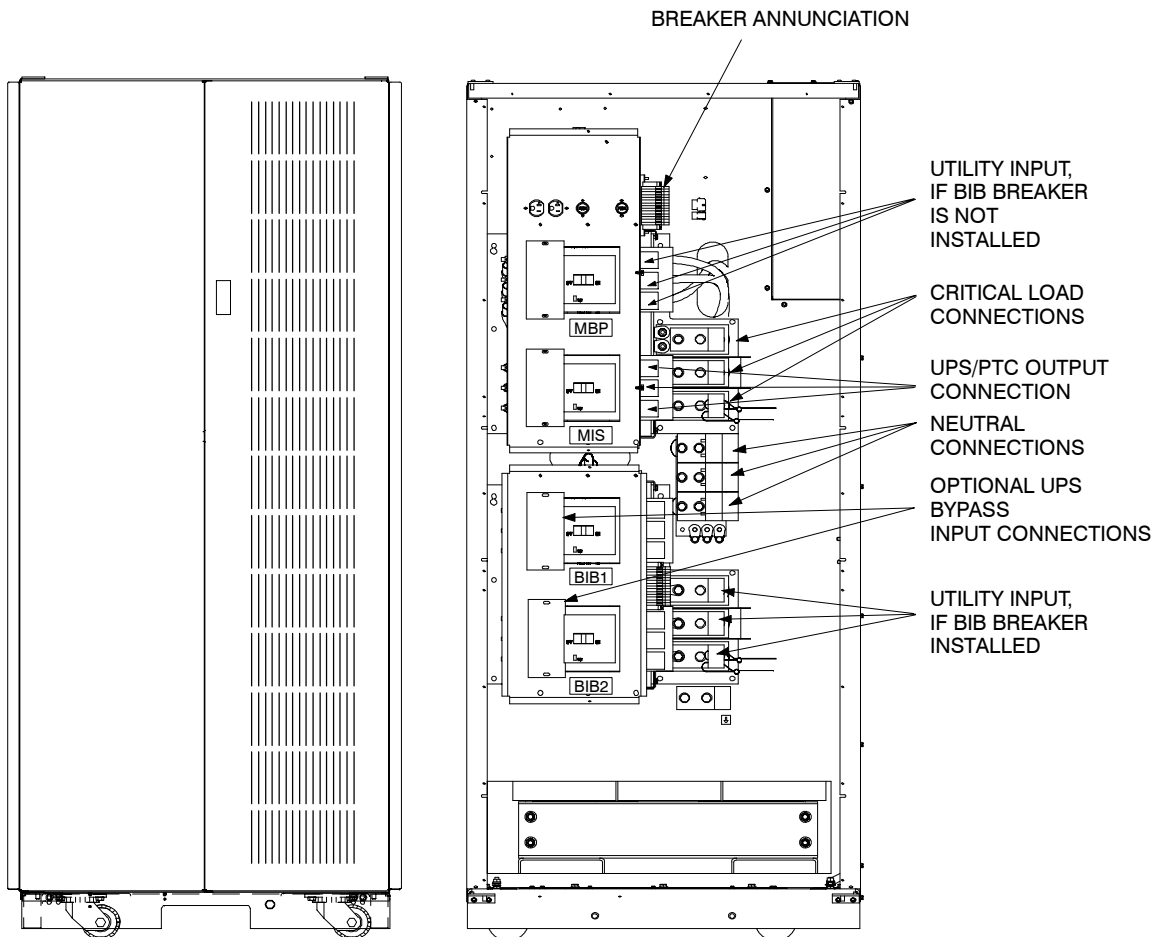 BREAKER ANNUNCIATION
UTILITY INPUT,
IF BIB BREAKER
IS NOT
INSTALLED
CRITICAL LOAD
CONNECTIONS
MBP
UPS/PTC OUTPUT
CONNECTION
MIS
NEUTRAL
CONNECTIONS
OPTIONAL UPS
BYPASS
INPUT CONNECTIONS
BIB1
UTILITY INPUT,
IF BIB BREAKER
INSTALLED
BIB2